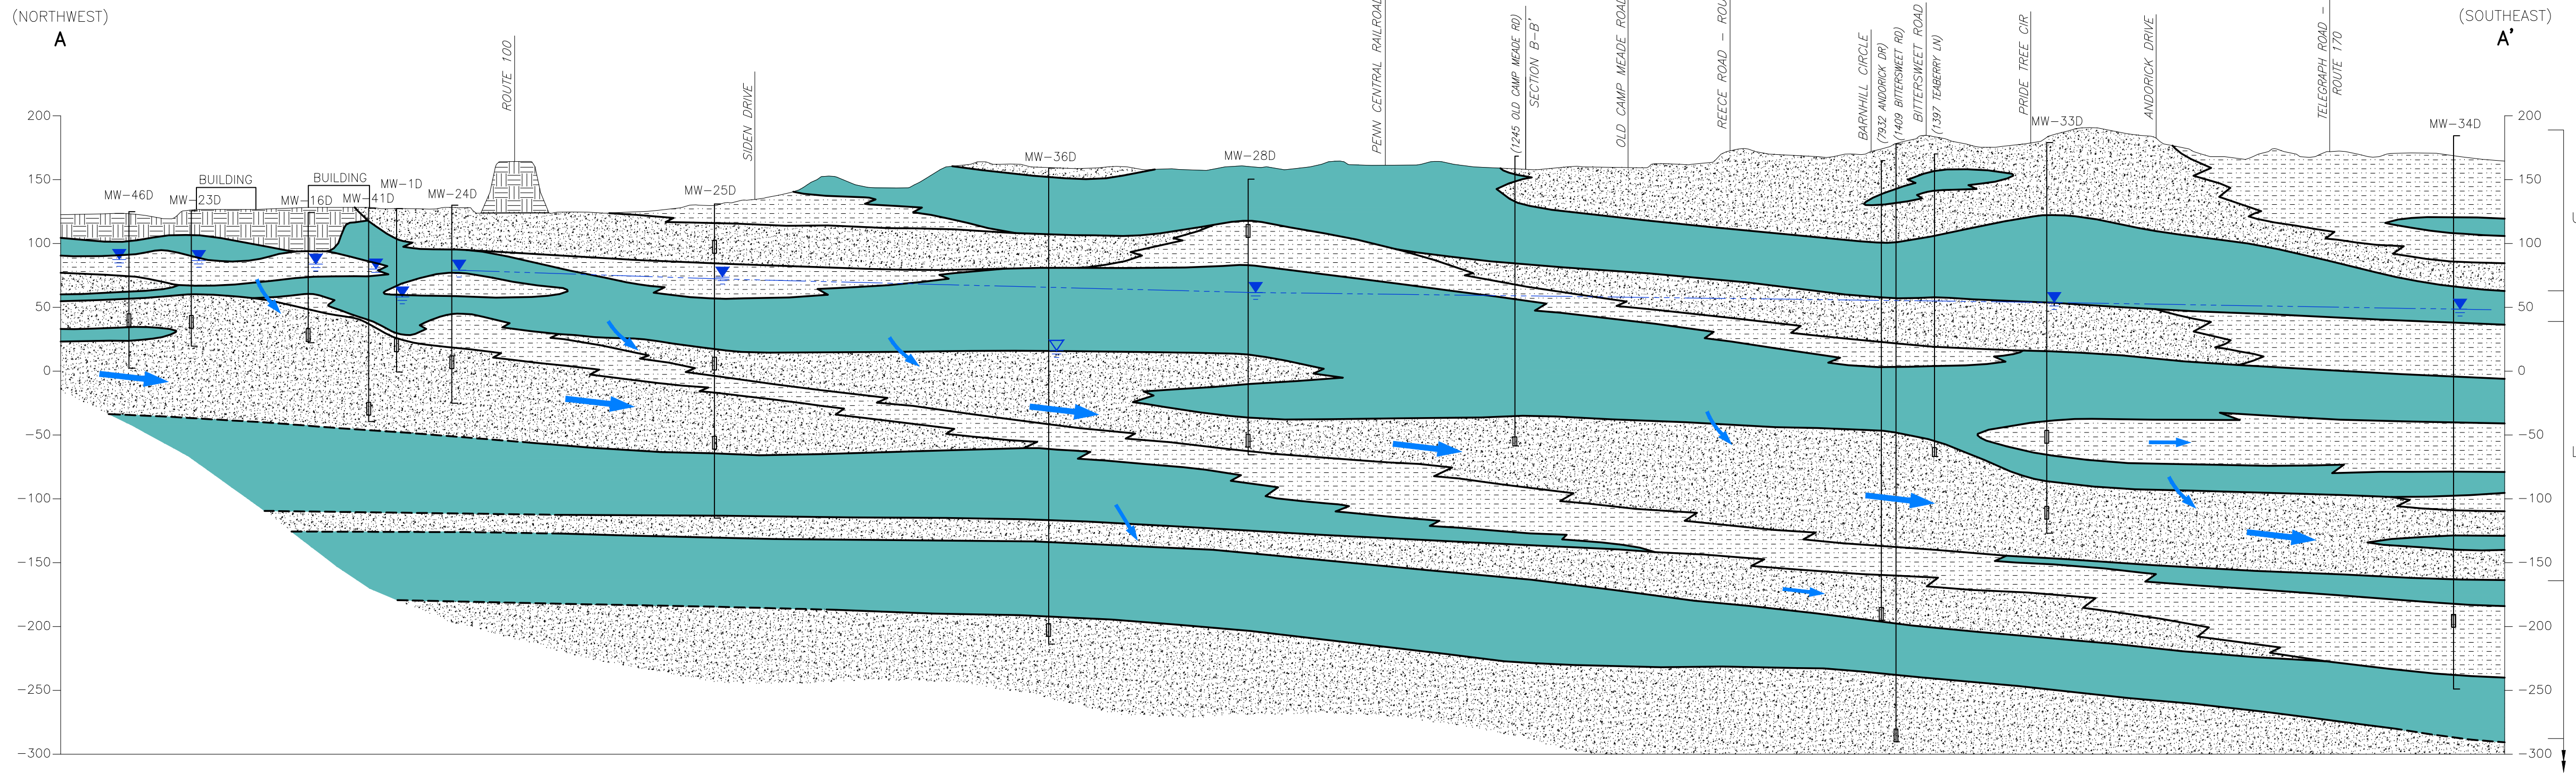 (NORTHWEST)
A
(SOUTHEAST)
A'
ROUTE 100
SIDEN DRIVE
PENN CENTRAL RAILROAD
(1245 OLD CAMP MEADE RD)
SECTION B-B'
OLD CAMP MEADE ROAD
REECE ROAD - ROU
BARNHILL CIRCLE
(7932 ANDORICK DR)
(1409 BITTERSWEET RD)
BITTERSWEET ROAD
(1397 TEABERRY LN)
PRIDE TREE CIR
ANDORICK DRIVE
TELEGRAPH ROAD -
ROUTE 170
MW-46D
MW-23D
BUILDING
MW-16D
BUILDING
MW-41D
MW-1D
MW-24D
MW-25D
MW-36D
MW-28D
MW-33D
MW-34D
200
150
100
50
0
-50
-100
-150
-200
-250
-300
200
150
100
50
0
-50
-100
-150
-200
-250
-300